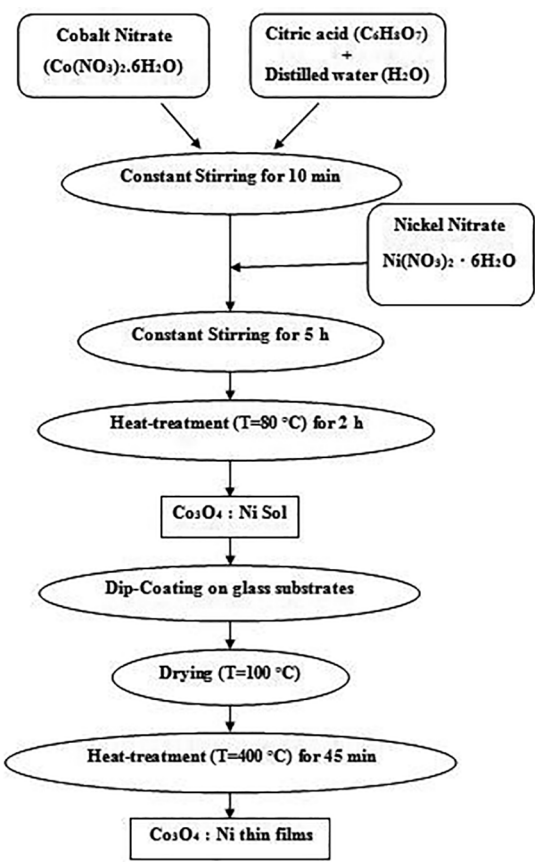 Cobalt Nitrate
(Co(NO₃)₂.6H₂O)
Citric acid (C₆H₈O₇)
+
Distilled water (H₂O)
Constant Stirring for 10 min
Nickel Nitrate
Ni(NO₃)₂ · 6H₂O
Constant Stirring for 5 h
Heat-treatment (T=80 °C) for 2 h
Co₃O₄ : Ni Sol
Dip-Coating on glass substrates
Drying (T=100 °C)
Heat-treatment (T=400 °C) for 45 min
Co₃O₄ : Ni thin films